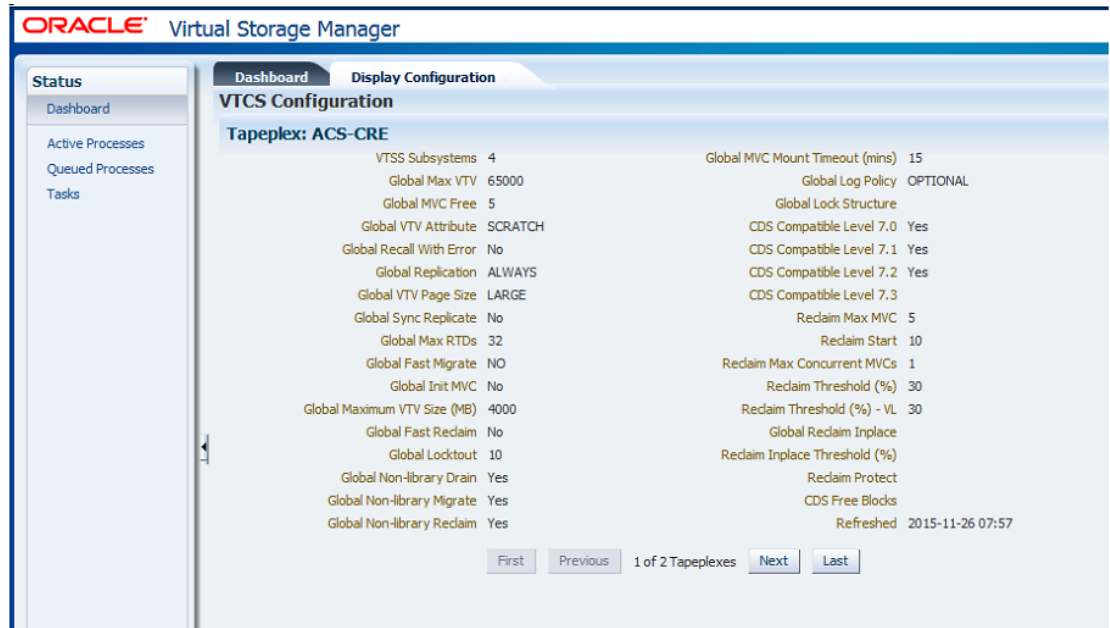 ORACLE Virtual Storage Manager
Status
Dashboard
Active Processes
Queued Processes
Tasks
Dashboard Display Configuration
VTCS Configuration
Tapeplex: ACS-CRE
VTSS Subsystems 4
Global Max VTV 65000
Global MVC Free 5
Global VTV Attribute SCRATCH
Global Recall With Error No
Global Replication ALWAYS
Global VTV Page Size LARGE
Global Sync Replicate No
Global Max RTDs 32
Global Fast Migrate NO
Global Init MVC No
Global Maximum VTV Size (MB) 4000
Global Fast Reclaim No
Global Locktout 10
Global Non-library Drain Yes
Global Non-library Migrate Yes
Global Non-library Reclaim Yes
Global MVC Mount Timeout (mins) 15
Global Log Policy OPTIONAL
Global Lock Structure
CDS Compatible Level 7.0 Yes
CDS Compatible Level 7.1 Yes
CDS Compatible Level 7.2 Yes
CDS Compatible Level 7.3
Reclaim Max MVC 5
Reclaim Start 10
Reclaim Max Concurrent MVCs 1
Reclaim Threshold (%) 30
Reclaim Threshold (%) - VL 30
Global Reclaim Inplace
Reclaim Inplace Threshold (%)
Reclaim Protect
CDS Free Blocks
Refreshed 2015-11-26 07:57
First Previous 1 of 2 Tapeplexes Next Last